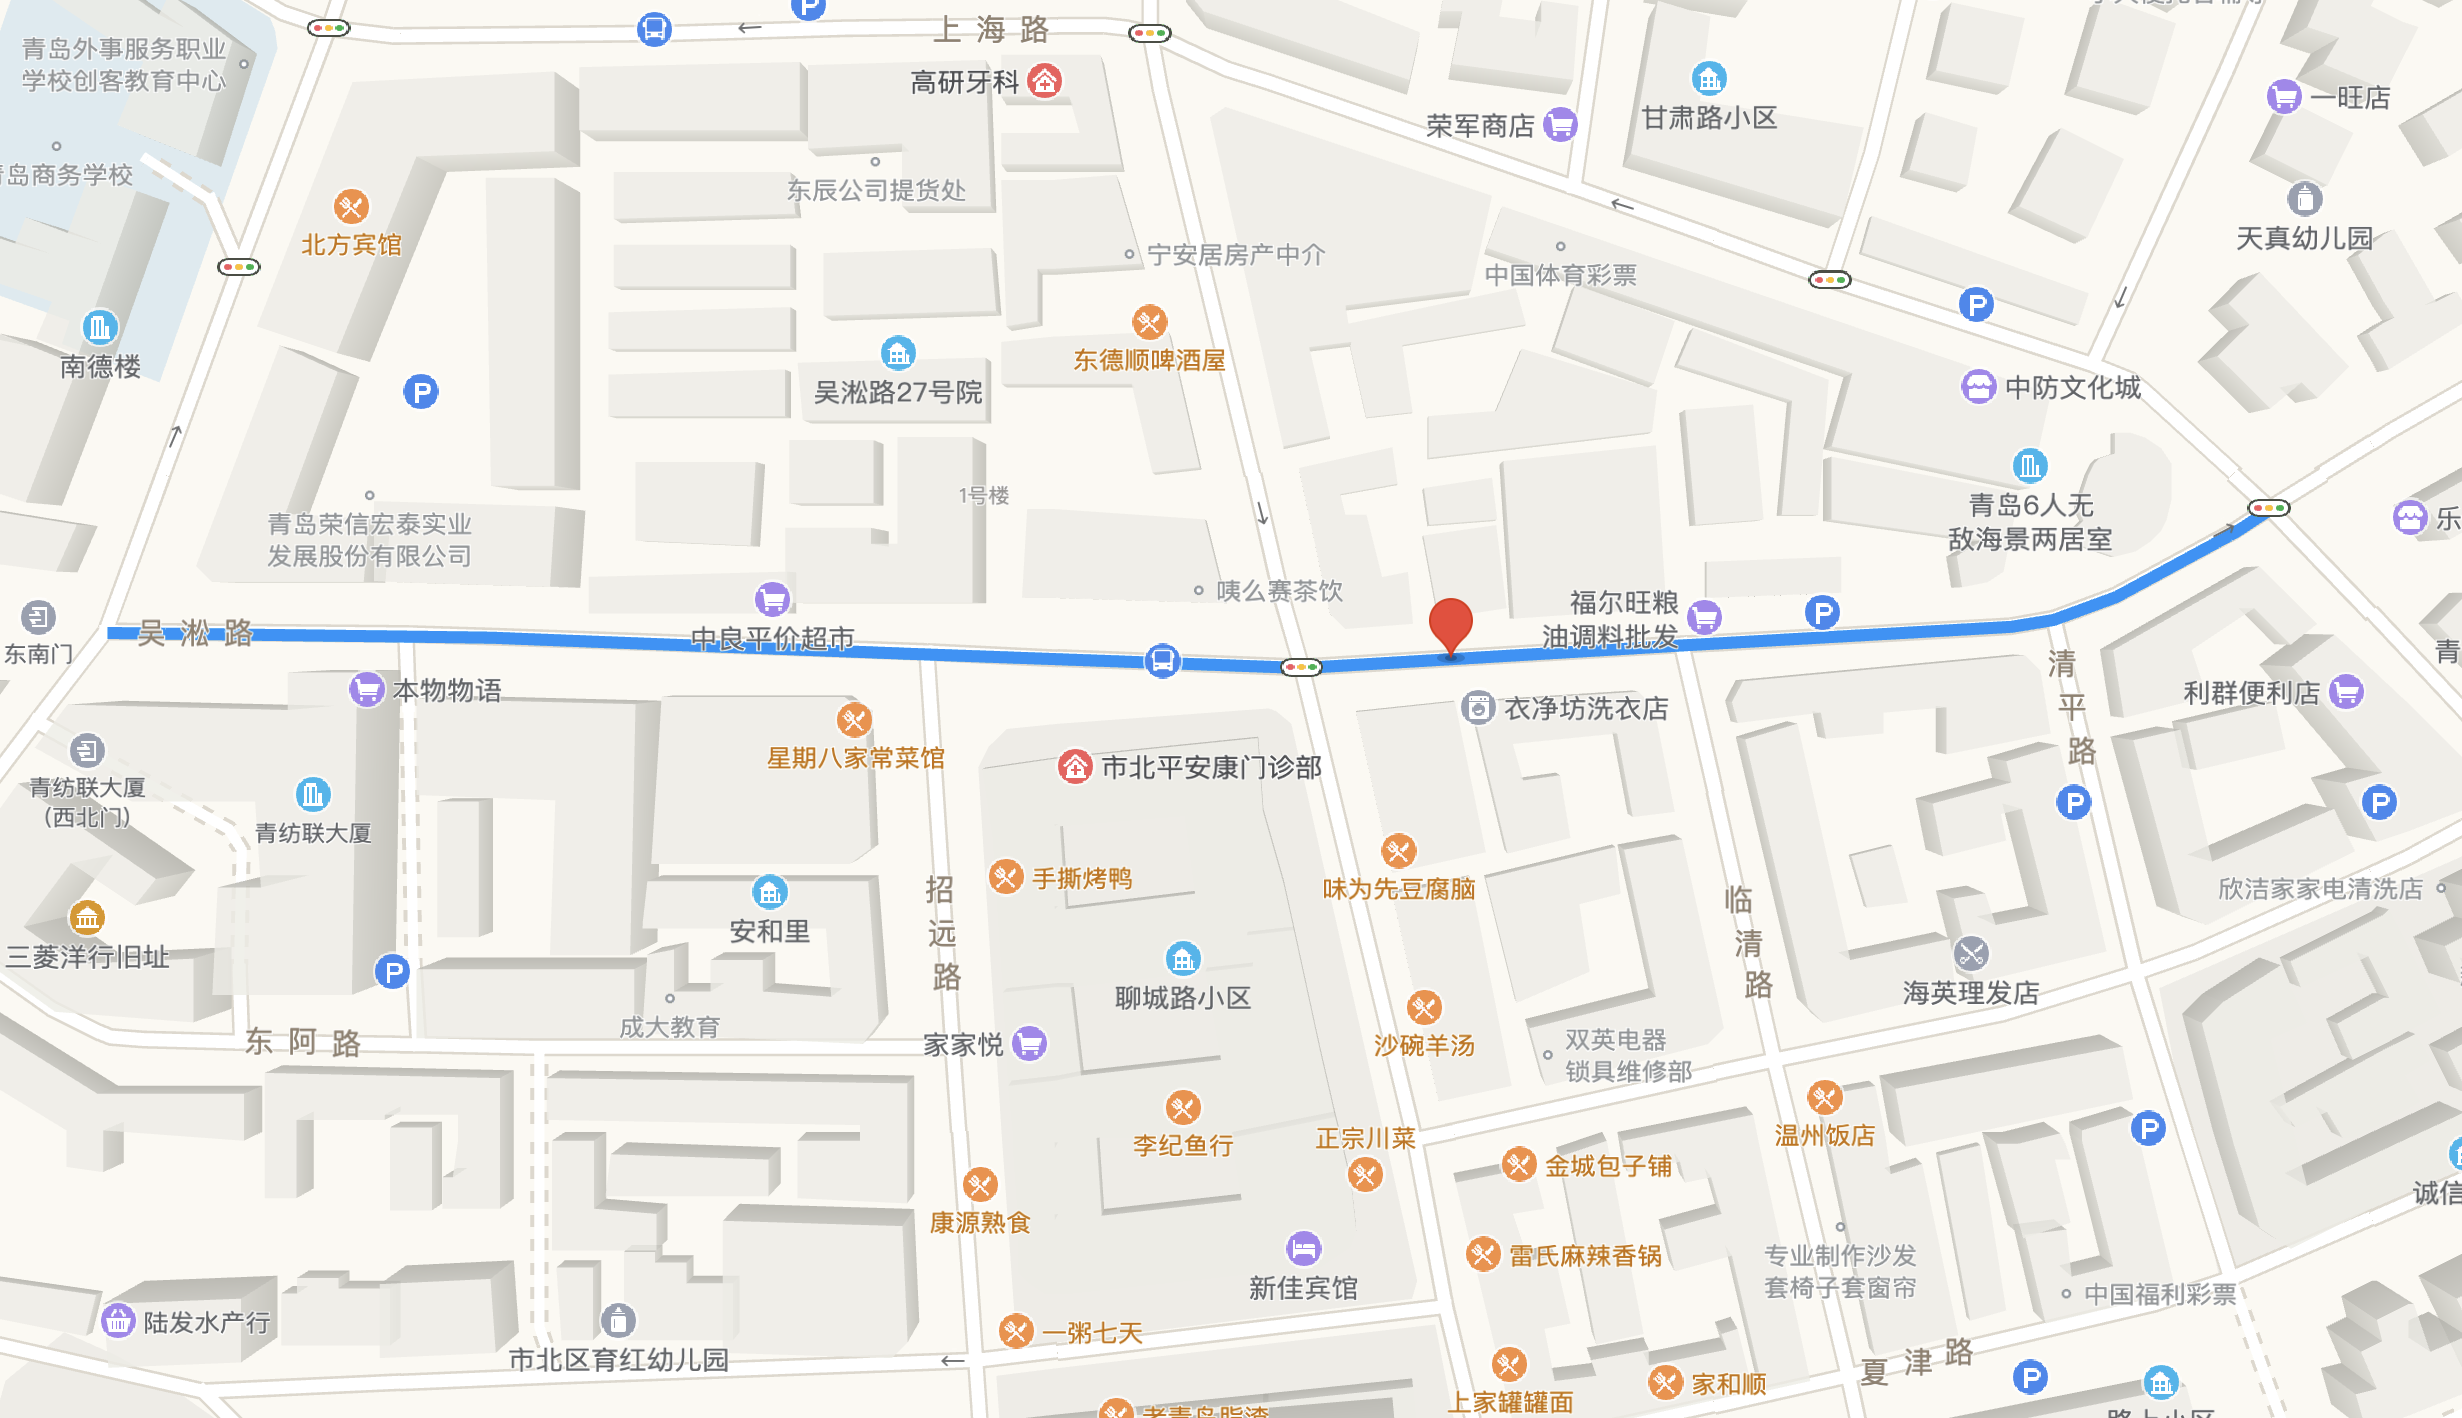 上海路
青岛外事服务职业
学校创客教育中心
高研牙科
荣军商店
甘肃路小区
一旺店
东辰公司提货处
北方宾馆
天真幼儿园
宁安居房产中介
中国体育彩票
南德楼
东德顺啤酒屋
吴淞路27号院
中防文化城
1号楼
青岛荣信宏泰实业
发展股份有限公司
青岛6人无
敌海景两居室
咦么赛茶饮
福尔旺粮
油调料批发
吴淞路
中良平价超市
东南门
清平路
本物物语
衣净坊洗衣店
利群便利店
星期八家常菜馆
市北平安康门诊部
青纺联大厦
（西北门）
青纺联大厦
手撕烤鸭
味为先豆腐脑
欣洁家家电清洗店
招远路
临清路
安和里
三菱洋行旧址
聊城路小区
海英理发店
成大教育
东阿路
家家悦
沙碗羊汤
双英电器
锁具维修部
李纪鱼行
正宗川菜
金城包子铺
温州饭店
康源熟食
雷氏麻辣香锅
专业制作沙发
套椅子套窗帘
新佳宾馆
中国福利彩票
陆发水产行
一粥七天
市北区育红幼儿园
夏津路
家和顺
上家罐罐面